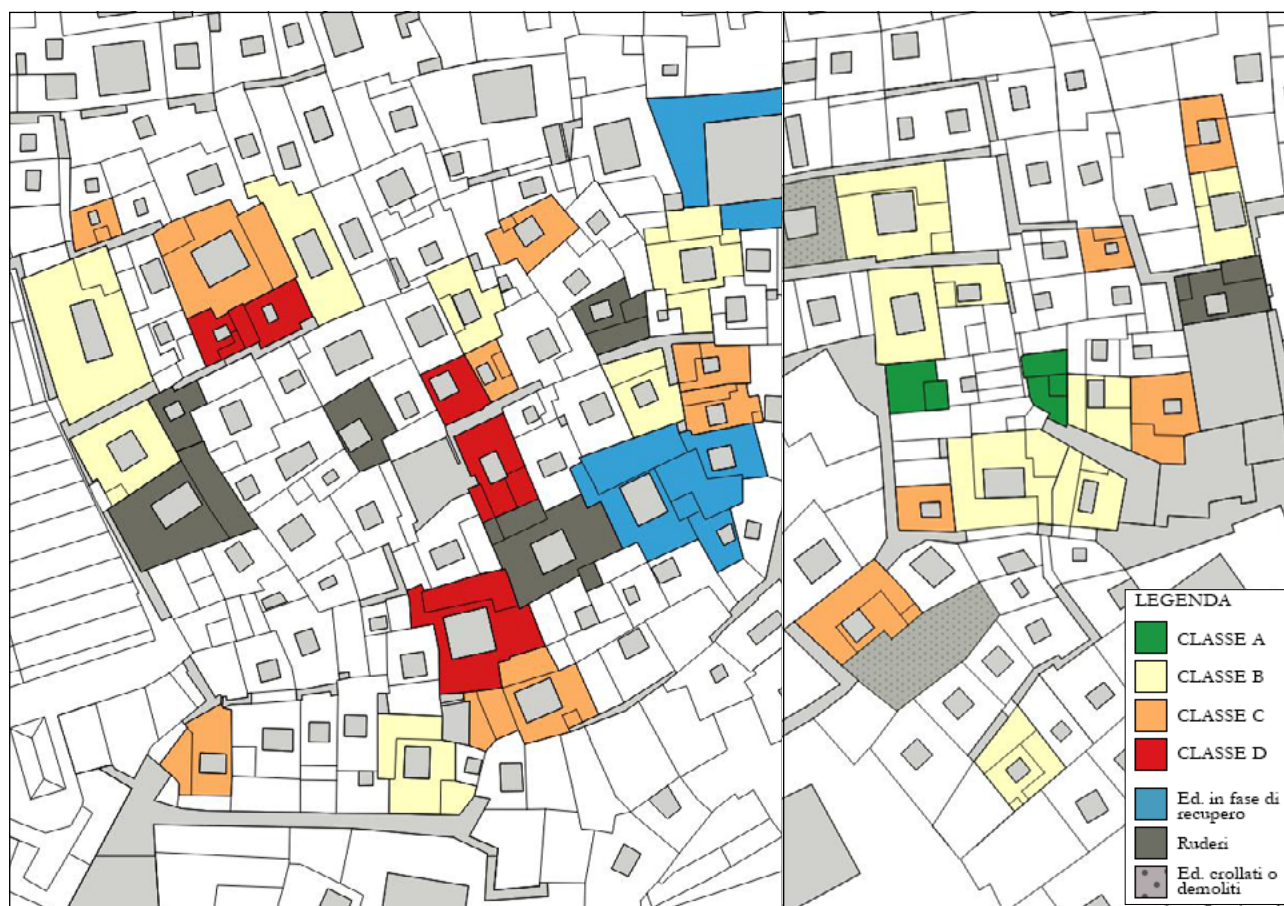 LEGENDA
CLASSE A
CLASSE B
CLASSE C
CLASSE D
Ed. in fase di
recupero
Ruderi
Ed. crollati o
demoliti